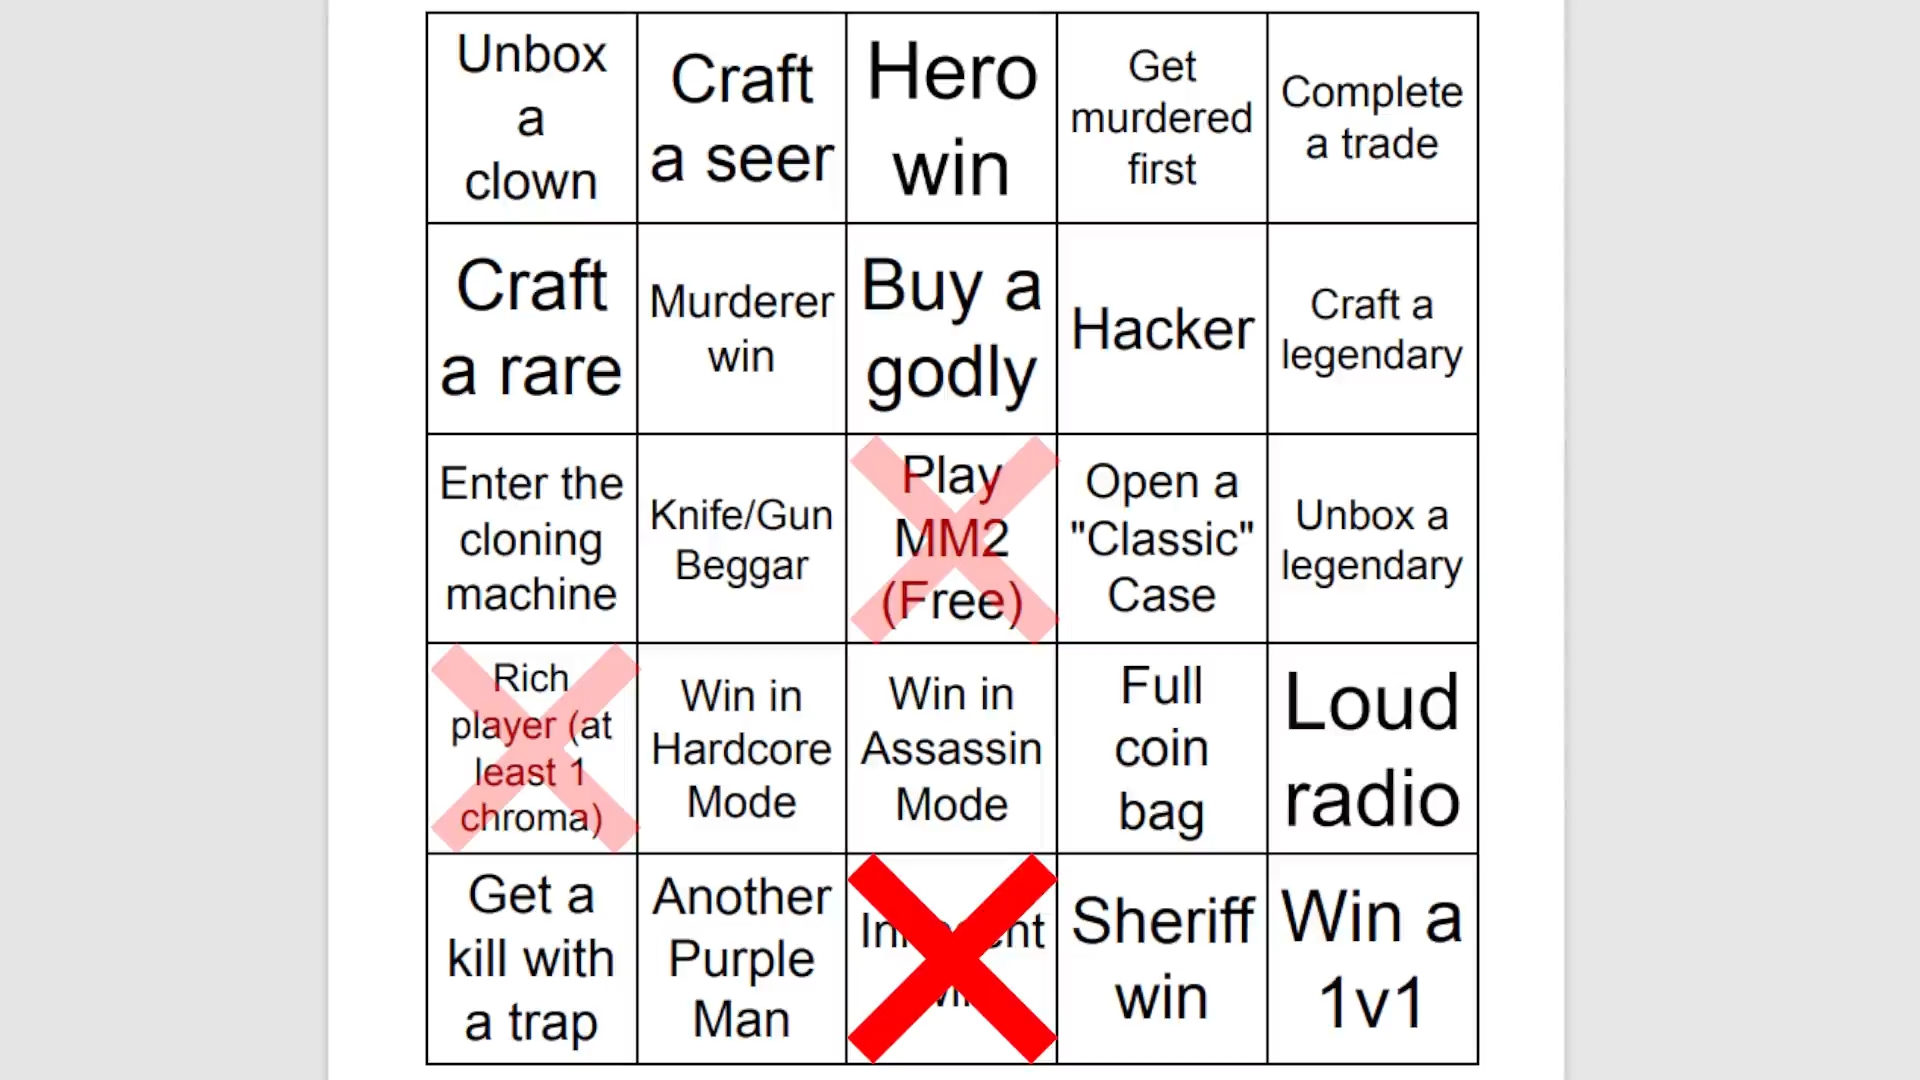 Unbox
a
clown
Craft
a seer
Hero
win
Get
murdered
first
Complete
a trade
Craft
a rare
Murderer
win
Buy a
godly
Hacker
Craft a
legendary
Enter the
cloning
machine
Knife/Gun
Beggar
Play
MM2
(Free)
Open a
"Classic"
Case
Unbox a
legendary
Rich
player (at
least 1
chroma)
Win in
Hardcore
Mode
Win in
Assassin
Mode
Full
coin
bag
Loud
radio
Get a
kill with
a trap
Another
Purple
Man
Innocent
win
Sheriff
win
Win a
1v1